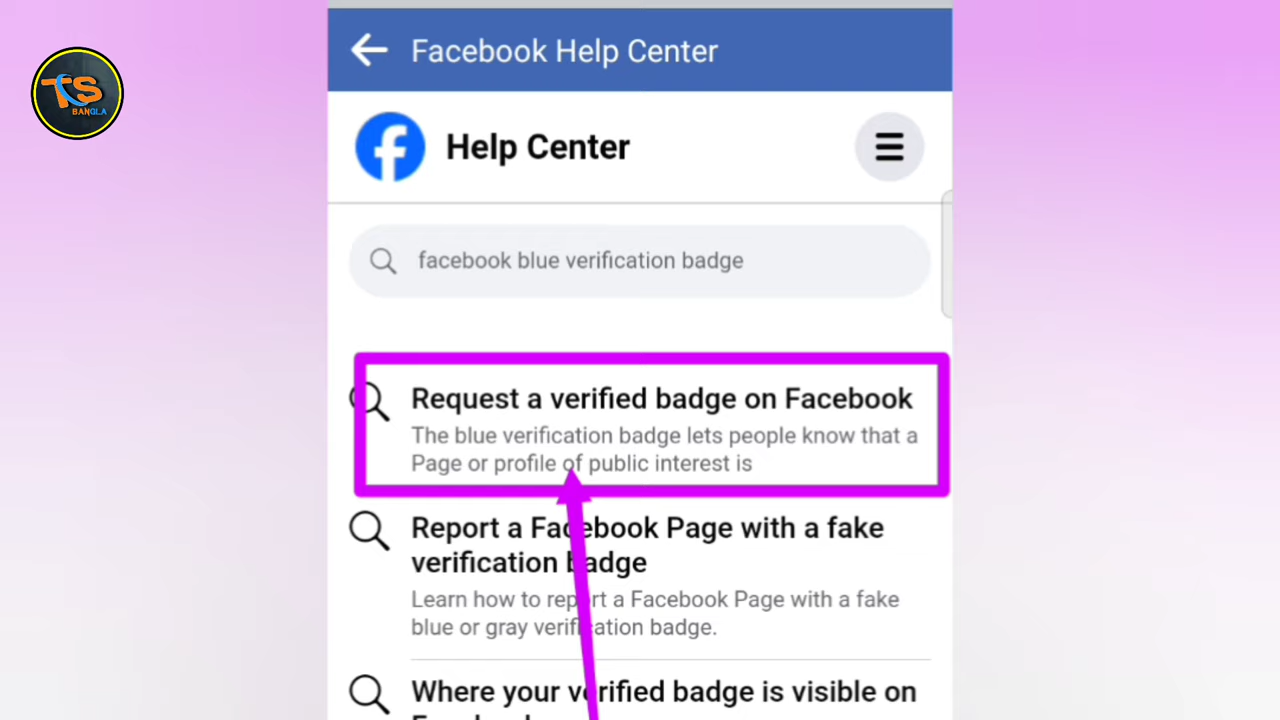 TCS
BANGLA
Facebook Help Center
Help Center
facebook blue verification badge
Request a verified badge on Facebook
The blue verification badge lets people know that a
Page or profile of public interest is
Report a Facebook Page with a fake
verification badge
Learn how to report a Facebook Page with a fake
blue or gray verification badge.
Where your verified badge is visible on